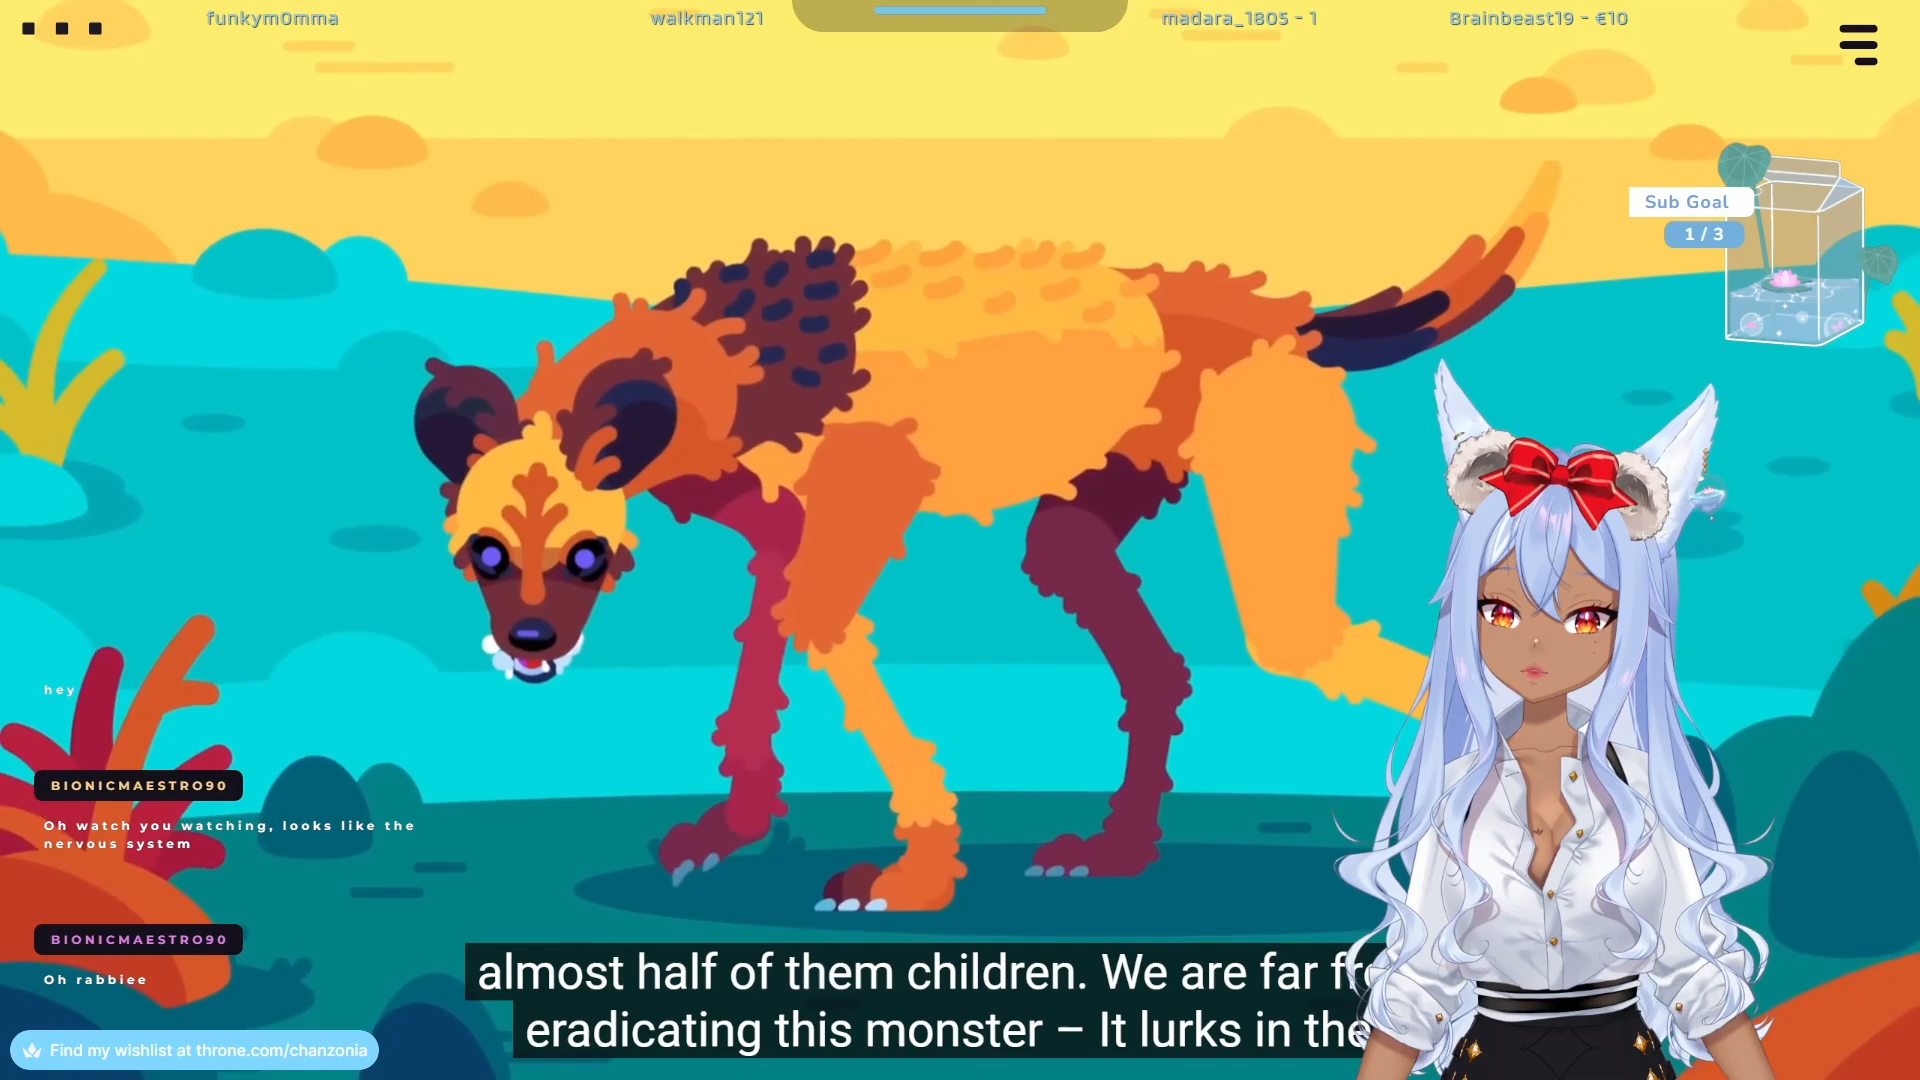 funkym0mma
walkman121
madara_1805 - 1
Brainbeast19 - €10
Sub Goal
1 / 3
hey
BIONICMAESTRO90
Oh watch you watching, looks like the
nervous system
BIONICMAESTRO90
Oh rabbiee
almost half of them children. We are far
eradicating this monster – It lurks in the
Find my wishlist at throne.com/chanzonia